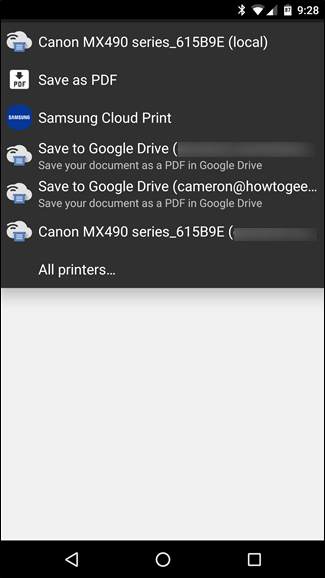 9:28
Canon MX490 series_615B9E (local)
PDF
Save as PDF
SAMSUNG
Samsung Cloud Print
Save to Google Drive (
Save your document as a PDF in Google Drive
Save to Google Drive (cameron@howtogee...
Save your document as a PDF in Google Drive
Canon MX490 series_615B9E (
All printers...